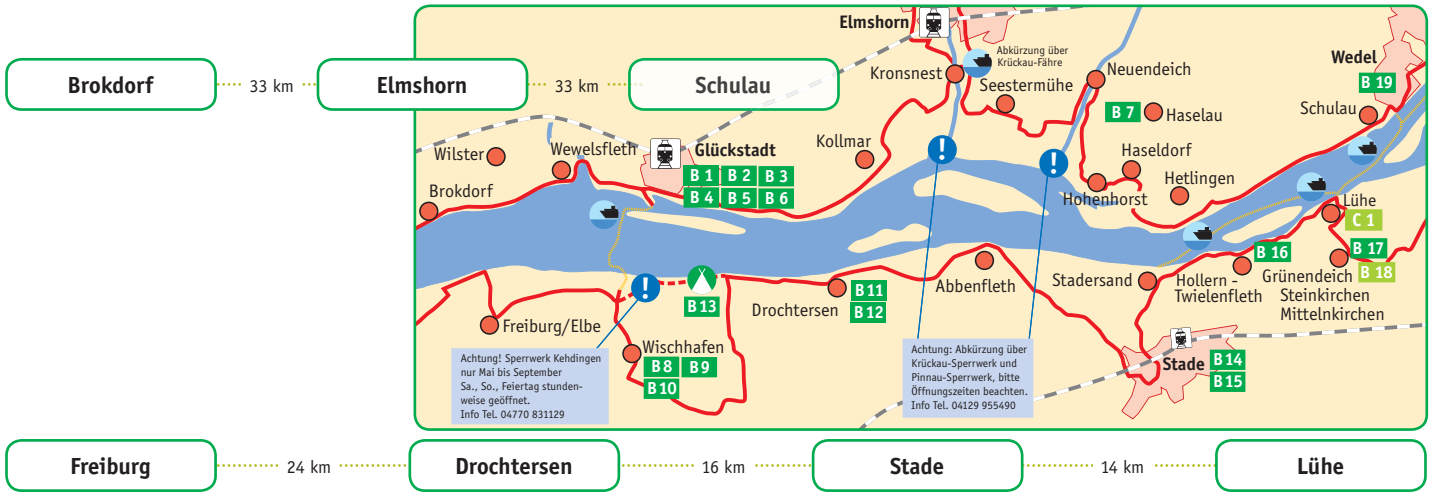 Brokdorf
33 km
Elmshorn
33 km
Schulau
Elmshorn
Abkürzung über
Krückau-Fähre
Kronsnest
Seestermühe
Neuendeich
Wedel
B 19
B 7
Haselau
Schulau
Wilster
Wewelsfleth
Glückstadt
B 1 B 2 B 3
B 4 B 5 B 6
Kollmar
Haseldorf
Hetlingen
Hohenhorst
Brokdorf
Lühe
C 1
B 16
B 17
B 18
Grünendeich
Steinkirchen
Mittelnkirchen
Hollern -
Twielenfleth
Stadersand
Abbenfleth
Drochtersen
B 11
B 12
B 13
Freiburg/Elbe
Wischhafen
B 8 B 9
B 10
Achtung! Sperrwerk Kehdingen
nur Mai bis September
Sa., So., Feiertag stunden-
weise geöffnet.
Info Tel. 04770 831129
Achtung: Abkürzung über
Krückau-Sperrwerk und
Pinnau-Sperrwerk, bitte
Öffnungszeiten beachten.
Info Tel. 04129 955490
Stade
B 14
B 15
Freiburg
24 km
Drochtersen
16 km
Stade
14 km
Lühe